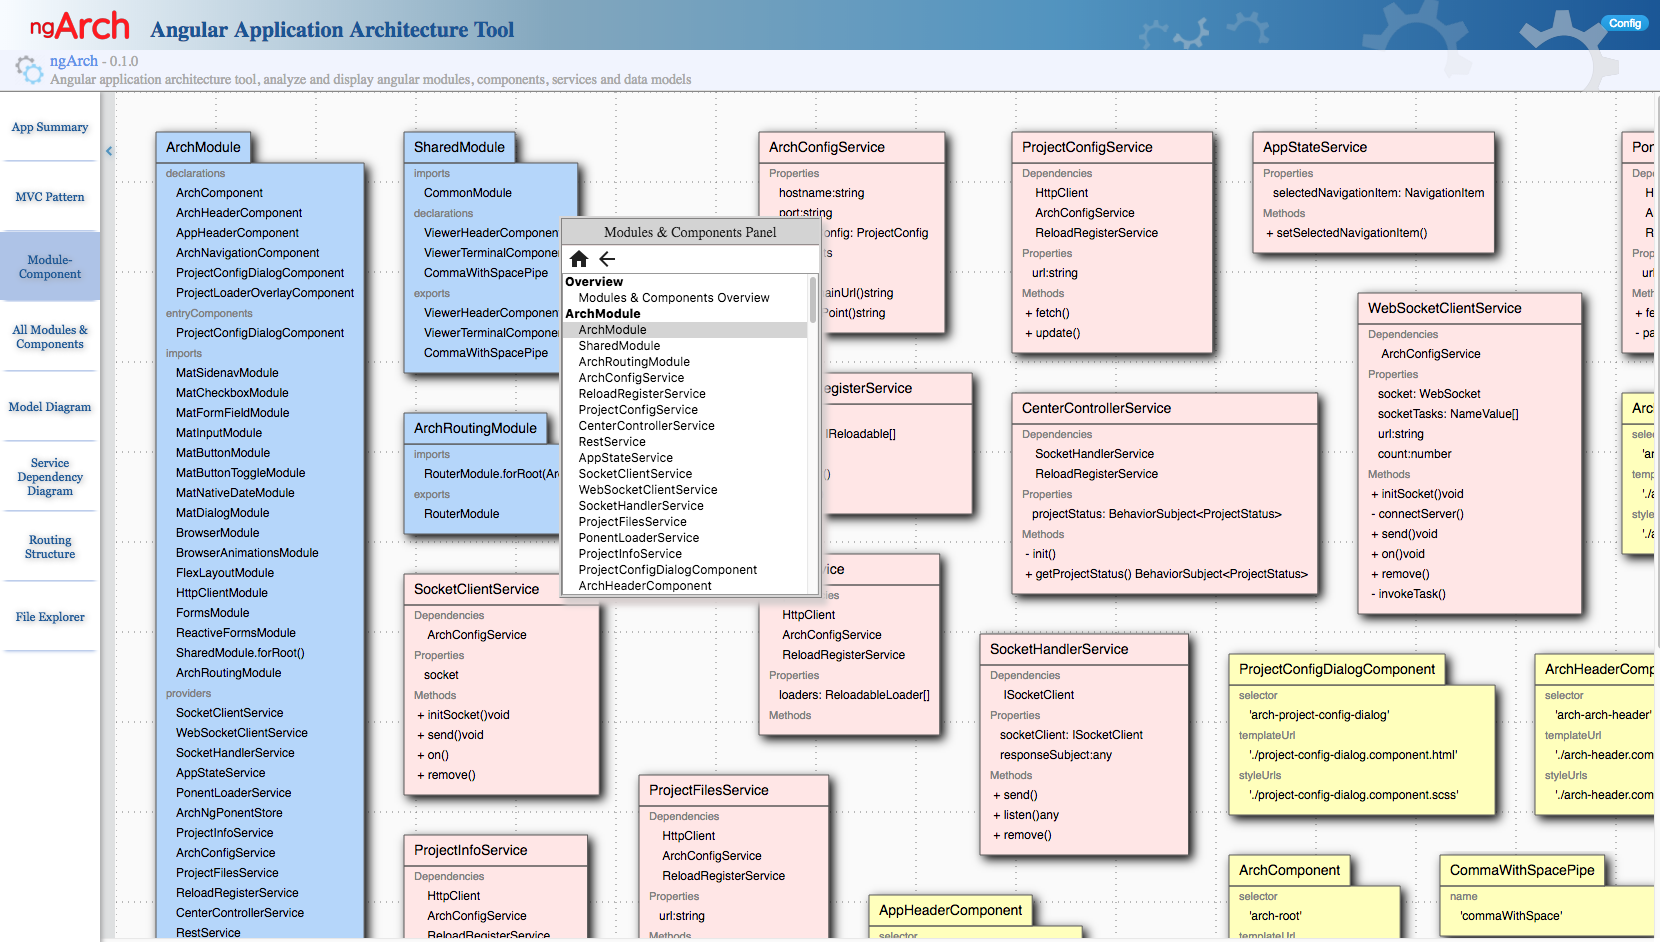 ngArch
Angular Application Architecture Tool
Config
ngArch - 0.1.0
Angular application architecture tool, analyze and display angular modules, components, services and data models
App Summary
MVC Pattern
Module-
Component
All Modules &
Components
Model Diagram
Service
Dependency
Diagram
Routing
Structure
File Explorer
ArchModule
declarations
ArchComponent
ArchHeaderComponent
AppHeaderComponent
ArchNavigationComponent
ProjectConfigDialogComponent
ProjectLoaderOverlayComponent
entryComponents
ProjectConfigDialogComponent
imports
MatSidenavModule
MatCheckboxModule
MatFormFieldModule
MatInputModule
MatButtonModule
MatButtonToggleModule
MatNativeDateModule
MatDialogModule
BrowserModule
BrowserAnimationsModule
FlexLayoutModule
HttpClientModule
FormsModule
ReactiveFormsModule
SharedModule.forRoot()
ArchRoutingModule
providers
SocketClientService
WebSocketClientService
SocketHandlerService
AppStateService
PonentLoaderService
ArchNgPonentStore
ProjectInfoService
ArchConfigService
ProjectFilesService
ReloadRegisterService
CenterControllerService
RestService
SharedModule
imports
CommonModule
declarations
ViewerHeaderComponen
ViewerTerminalCompone
CommaWithSpacePipe
exports
ViewerHeaderComponen
ViewerTerminalCompone
CommaWithSpacePipe
ArchRoutingModule
imports
RouterModule.forRoot(Ar
exports
RouterModule
SocketClientService
Dependencies
ArchConfigService
Properties
socket
Methods
+ initSocket()void
+ send()void
+ on()
+ remove()
ProjectInfoService
Dependencies
HttpClient
ArchConfigService
ReloadRegisterService
Modules & Components Panel
Overview
Modules & Components Overview
ArchModule
ArchModule
SharedModule
ArchRoutingModule
ArchConfigService
ReloadRegisterService
ProjectConfigService
CenterControllerService
RestService
AppStateService
SocketClientService
WebSocketClientService
SocketHandlerService
ProjectFilesService
PonentLoaderService
ProjectInfoService
ProjectConfigDialogComponent
ArchHeaderComponent
ArchConfigService
Properties
hostname:string
port:string
onfig: ProjectConfig
ts
ainUrl()string
Point()string
egisterService
IReloadable[]
()
ice
ies
HttpClient
ArchConfigService
ReloadRegisterService
Properties
loaders: ReloadableLoader[]
Methods
ProjectFilesService
Dependencies
HttpClient
ArchConfigService
ReloadRegisterService
Properties
url:string
Methods
ProjectConfigService
Dependencies
HttpClient
ArchConfigService
ReloadRegisterService
Properties
url:string
Methods
+ fetch()
+ update()
CenterControllerService
Dependencies
SocketHandlerService
ReloadRegisterService
Properties
projectStatus: BehaviorSubject<ProjectStatus>
Methods
- init()
+ getProjectStatus() BehaviorSubject<ProjectStatus>
SocketHandlerService
Dependencies
ISocketClient
Properties
socketClient: ISocketClient
responseSubject:any
Methods
+ send()
+ listen()any
+ remove()
AppHeaderComponent
selector
AppStateService
Properties
selectedNavigationItem: NavigationItem
Methods
+ setSelectedNavigationItem()
WebSocketClientService
Dependencies
ArchConfigService
Properties
socket: WebSocket
socketTasks: NameValue[]
url:string
count:number
Methods
+ initSocket()void
- connectServer()
+ send()void
+ on()void
+ remove()
- invokeTask()
ProjectConfigDialogComponent
selector
'arch-project-config-dialog'
templateUrl
'./project-config-dialog.component.html'
styleUrls
'./project-config-dialog.component.scss'
ArchComponent
selector
'arch-root'
templateUrl
ArchHeaderComp
selector
'arch-arch-header'
templateUrl
'./arch-header.com
styleUrls
'./arch-header.com
CommaWithSpacePipe
name
'commaWithSpace'
Por
Depe
H
A
R
Prop
url
Meth
+ fe
- pa
Arc
selec
'ar
temp
'./a
style
'./a